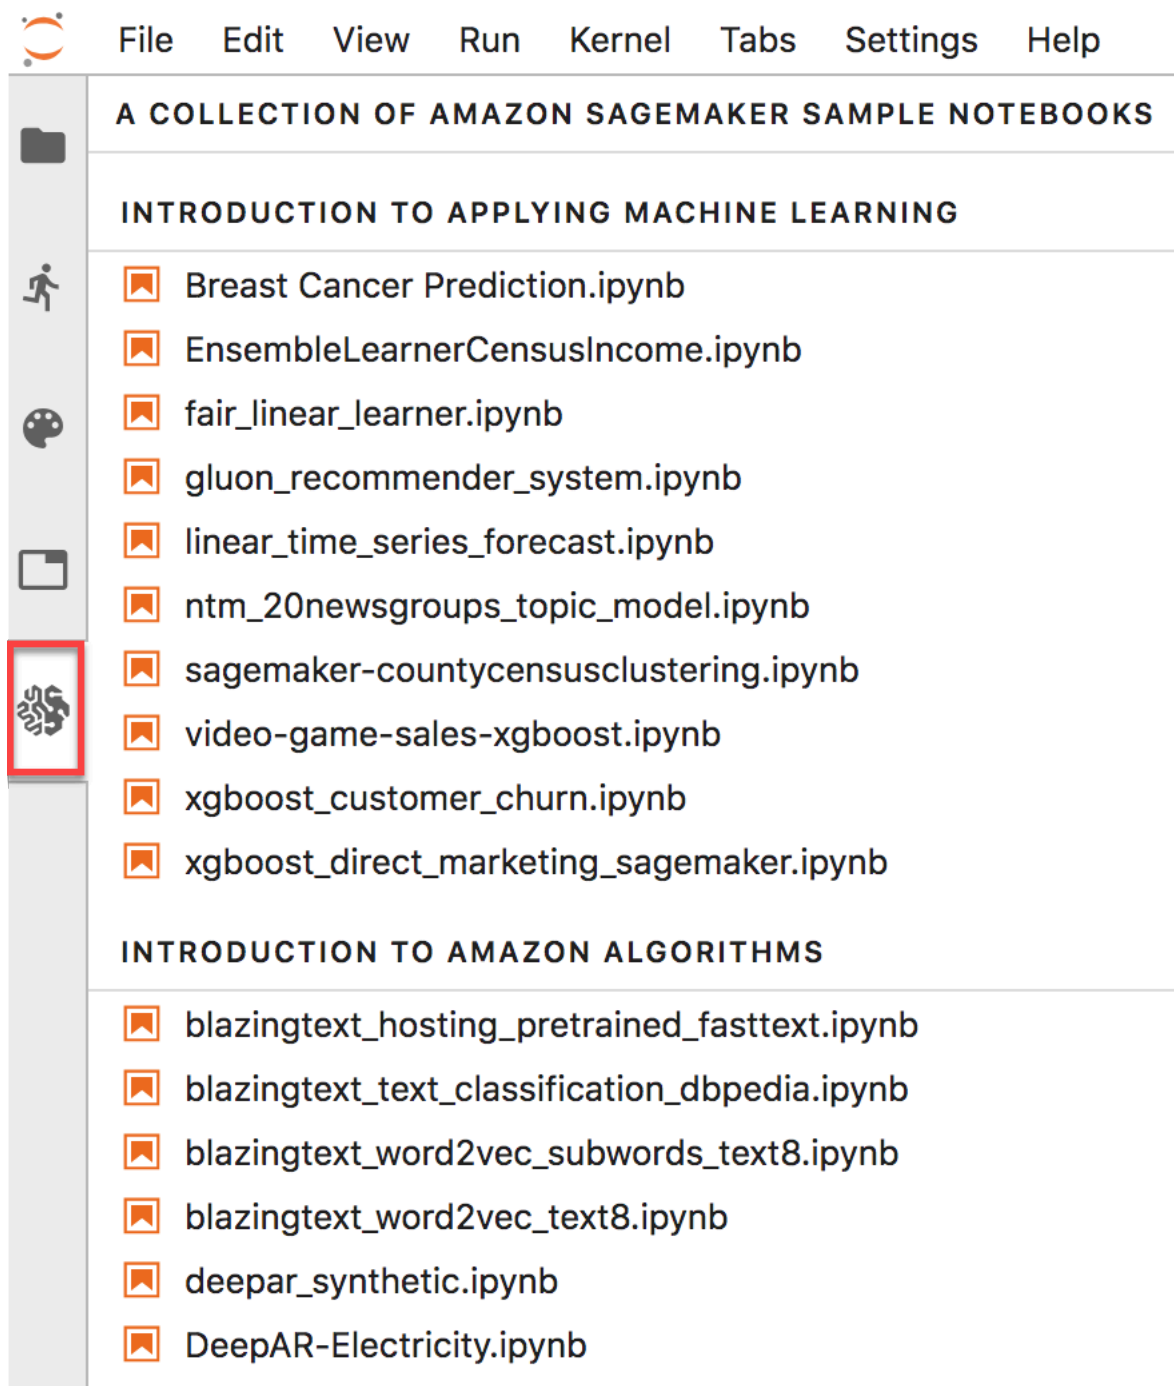 File Edit View Run Kernel Tabs Settings Help
A COLLECTION OF AMAZON SAGEMAKER SAMPLE NOTEBOOKS
INTRODUCTION TO APPLYING MACHINE LEARNING
Breast Cancer Prediction.ipynb
EnsembleLearnerCensusIncome.ipynb
fair_linear_learner.ipynb
gluon_recommender_system.ipynb
linear_time_series_forecast.ipynb
ntm_20newsgroups_topic_model.ipynb
sagemaker-countycensusclustering.ipynb
video-game-sales-xgboost.ipynb
xgboost_customer_churn.ipynb
xgboost_direct_marketing_sagemaker.ipynb
INTRODUCTION TO AMAZON ALGORITHMS
blazingtext_hosting_pretrained_fasttext.ipynb
blazingtext_text_classification_dbpedia.ipynb
blazingtext_word2vec_subwords_text8.ipynb
blazingtext_word2vec_text8.ipynb
deepar_synthetic.ipynb
DeepAR-Electricity.ipynb